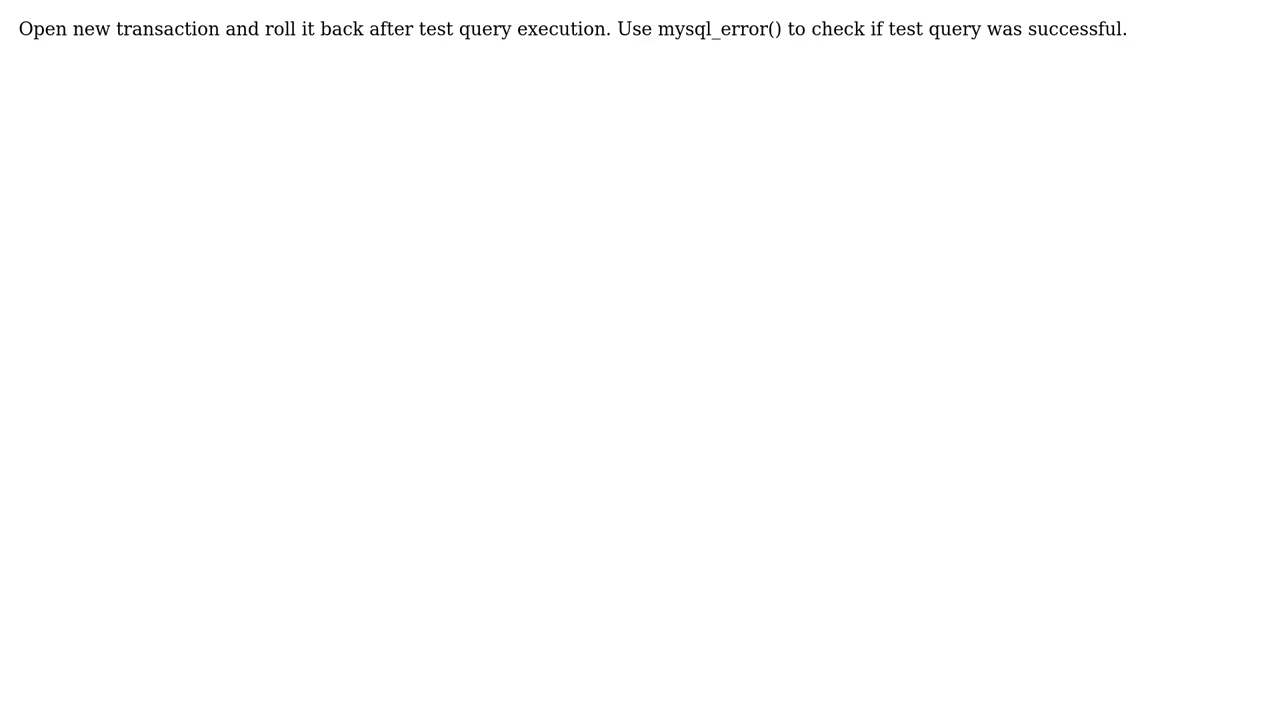 Open new transaction and roll it back after test query execution. Use mysql_error() to check if test query was successful.